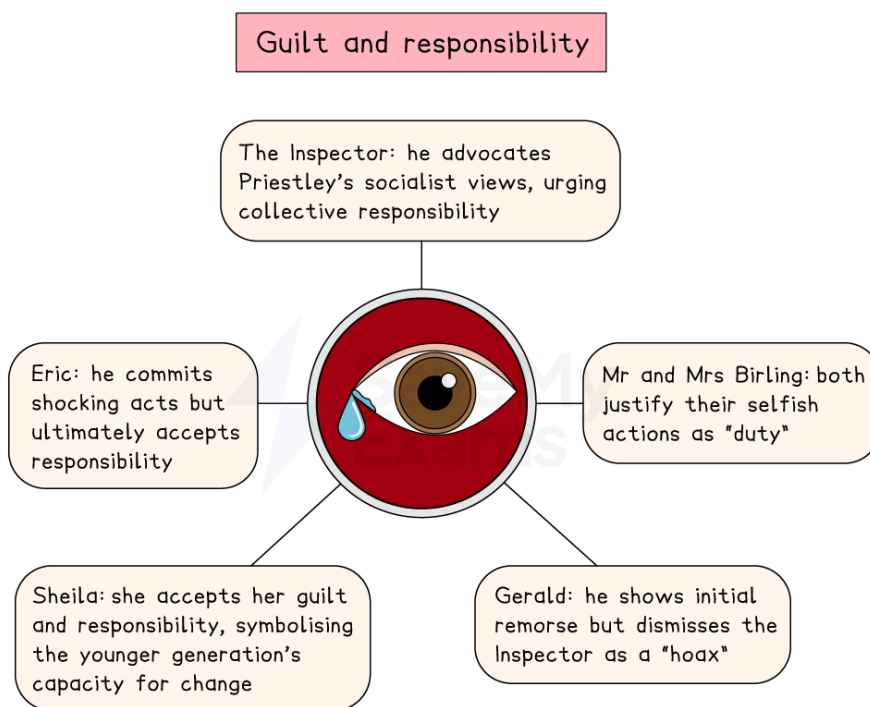 Guilt and responsibility
The Inspector: he advocates
Priestley's socialist views, urging
collective responsibility
Eric: he commits
shocking acts but
ultimately accepts
responsibility
Mr and Mrs Birling: both
justify their selfish
actions as "duty"
Save My
Exams
Sheila: she accepts her guilt
and responsibility, symbolising
the younger generation's
capacity for change
Gerald: he shows initial
remorse but dismisses the
Inspector as a "hoax"